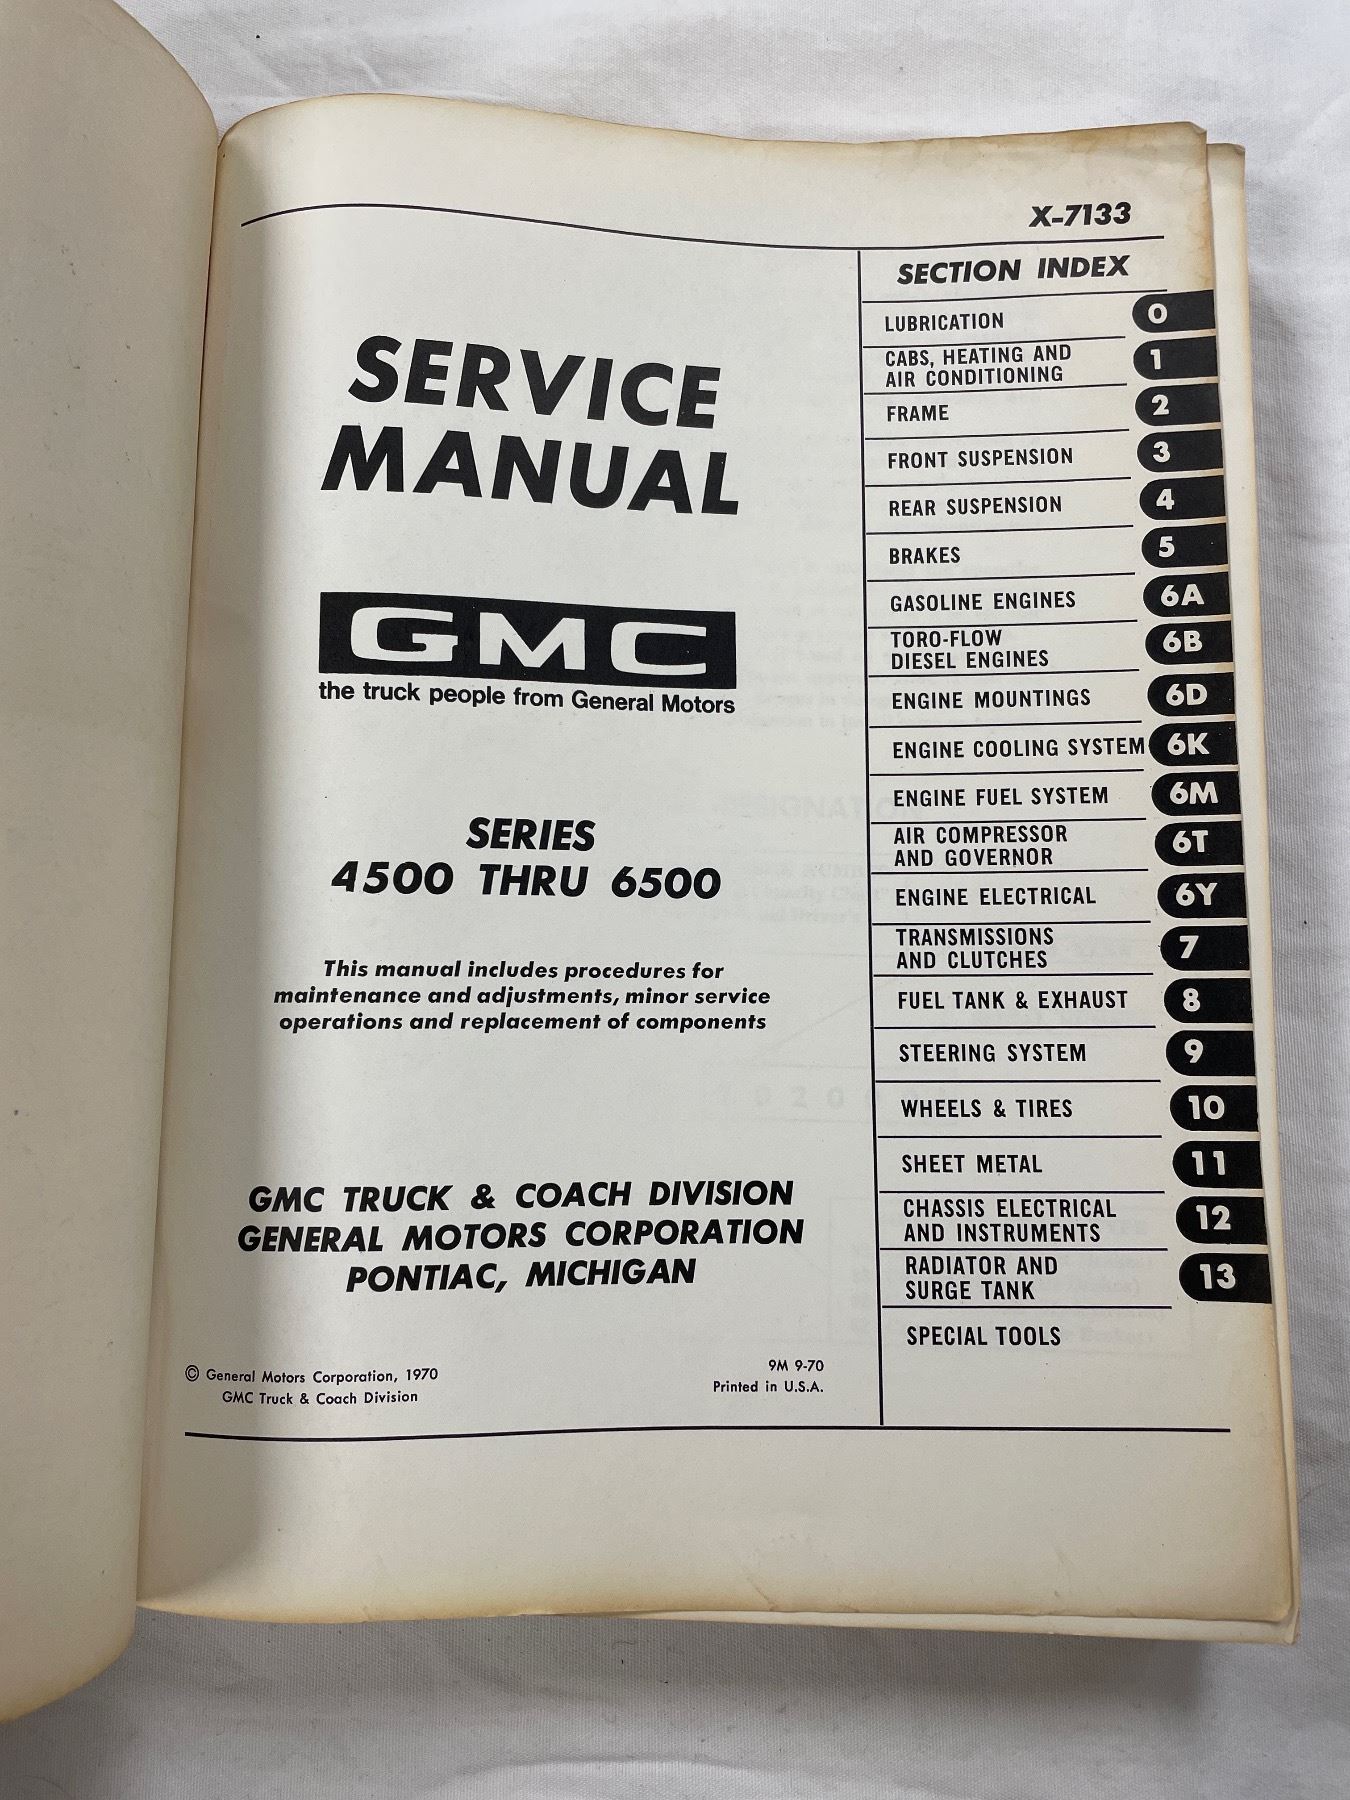 X-7133
SERVICE
MANUAL
GMC
the truck people from General Motors
SERIES
4500 THRU 6500
This manual includes procedures for
maintenance and adjustments, minor service
operations and replacement of components
GMC TRUCK & COACH DIVISION
GENERAL MOTORS CORPORATION
PONTIAC, MICHIGAN
© General Motors Corporation, 1970
GMC Truck & Coach Division
9M 9-70
Printed in U.S.A.
SECTION INDEX
LUBRICATION 0
CABS, HEATING AND
AIR CONDITIONING 1
FRAME 2
FRONT SUSPENSION 3
REAR SUSPENSION 4
BRAKES 5
GASOLINE ENGINES 6A
TORO-FLOW
DIESEL ENGINES 6B
ENGINE MOUNTINGS 6D
ENGINE COOLING SYSTEM 6K
ENGINE FUEL SYSTEM 6M
AIR COMPRESSOR
AND GOVERNOR 6T
ENGINE ELECTRICAL 6Y
TRANSMISSIONS
AND CLUTCHES 7
FUEL TANK & EXHAUST 8
STEERING SYSTEM 9
WHEELS & TIRES 10
SHEET METAL 11
CHASSIS ELECTRICAL
AND INSTRUMENTS 12
RADIATOR AND
SURGE TANK 13
SPECIAL TOOLS